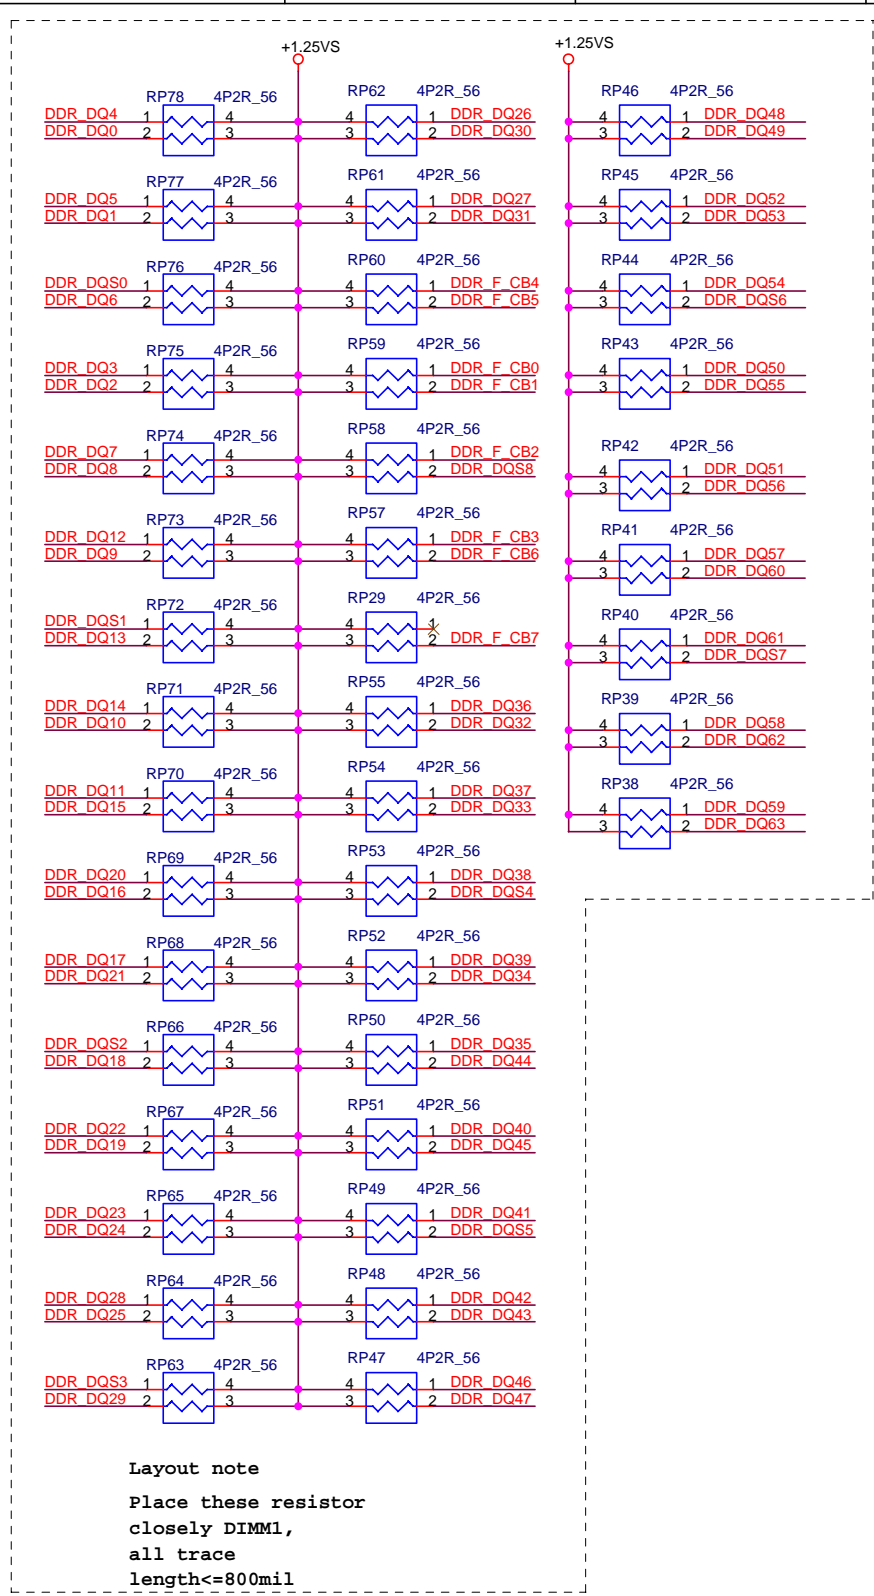 +1.25VS
RP78 4P2R_56
DDR_DQ4 1 4
DDR_DQ0 2 3
RP77 4P2R_56
DDR_DQ5 1 4
DDR_DQ1 2 3
RP76 4P2R_56
DDR_DQS0 1 4
DDR_DQ6 2 3
RP75 4P2R_56
DDR_DQ3 1 4
DDR_DQ2 2 3
RP74 4P2R_56
DDR_DQ7 1 4
DDR_DQ8 2 3
RP73 4P2R_56
DDR_DQ12 1 4
DDR_DQ9 2 3
RP72 4P2R_56
DDR_DQS1 1 4
DDR_DQ13 2 3
RP71 4P2R_56
DDR_DQ14 1 4
DDR_DQ10 2 3
RP70 4P2R_56
DDR_DQ11 1 4
DDR_DQ15 2 3
RP69 4P2R_56
DDR_DQ20 1 4
DDR_DQ16 2 3
RP68 4P2R_56
DDR_DQ17 1 4
DDR_DQ21 2 3
RP66 4P2R_56
DDR_DQS2 1 4
DDR_DQ18 2 3
RP67 4P2R_56
DDR_DQ22 1 4
DDR_DQ19 2 3
RP65 4P2R_56
DDR_DQ23 1 4
DDR_DQ24 2 3
RP64 4P2R_56
DDR_DQ28 1 4
DDR_DQ25 2 3
RP63 4P2R_56
DDR_DQS3 1 4
DDR_DQ29 2 3
RP62 4P2R_56
4 1 DDR_DQ26
3 2 DDR_DQ30
RP61 4P2R_56
4 1 DDR_DQ27
3 2 DDR_DQ31
RP60 4P2R_56
4 1 DDR_F_CB4
3 2 DDR_F_CB5
RP59 4P2R_56
4 1 DDR_F_CB0
3 2 DDR_F_CB1
RP58 4P2R_56
4 1 DDR_F_CB2
3 2 DDR_DQS8
RP57 4P2R_56
4 1 DDR_F_CB3
3 2 DDR_F_CB6
RP29 4P2R_56
4 1
3 2 DDR_F_CB7
RP55 4P2R_56
4 1 DDR_DQ36
3 2 DDR_DQ32
RP54 4P2R_56
4 1 DDR_DQ37
3 2 DDR_DQ33
RP53 4P2R_56
4 1 DDR_DQ38
3 2 DDR_DQS4
RP52 4P2R_56
4 1 DDR_DQ39
3 2 DDR_DQ34
RP50 4P2R_56
4 1 DDR_DQ35
3 2 DDR_DQ44
RP51 4P2R_56
4 1 DDR_DQ40
3 2 DDR_DQ45
RP49 4P2R_56
4 1 DDR_DQ41
3 2 DDR_DQS5
RP48 4P2R_56
4 1 DDR_DQ42
3 2 DDR_DQ43
RP47 4P2R_56
4 1 DDR_DQ46
3 2 DDR_DQ47
+1.25VS
RP46 4P2R_56
4 1 DDR_DQ48
3 2 DDR_DQ49
RP45 4P2R_56
4 1 DDR_DQ52
3 2 DDR_DQ53
RP44 4P2R_56
4 1 DDR_DQ54
3 2 DDR_DQS6
RP43 4P2R_56
4 1 DDR_DQ50
3 2 DDR_DQ55
RP42 4P2R_56
4 1 DDR_DQ51
3 2 DDR_DQ56
RP41 4P2R_56
4 1 DDR_DQ57
3 2 DDR_DQ60
RP40 4P2R_56
4 1 DDR_DQ61
3 2 DDR_DQS7
RP39 4P2R_56
4 1 DDR_DQ58
3 2 DDR_DQ62
RP38 4P2R_56
4 1 DDR_DQ59
3 2 DDR_DQ63
Layout note
Place these resistor
closely DIMM1,
all trace
length<=800mil